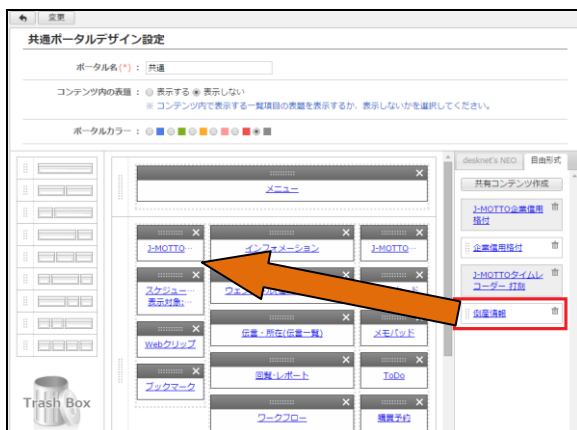 変更
共通ポータルデザイン設定
ポータル名(*) : 共通
コンテンツ内の表題 : 表示する 表示しない
※ コンテンツ内で表示する一覧項目の表題を表示するか、表示しないかを選択してください。
ポータルカラー :
desknet's NEO 自由形式
共有コンテンツ作成
メニュー
J-MOTTO企業信用
格付
J-MOTTO… インフォメーション J-MOTTO…
企業信用格付
スケジュー…
表示対象:…
J-MOTTOタイムレ
コーダー 打刻
倒産情報
伝言・所在(伝言一覧) メモパッド
Webクリップ
回覧・レポート ToDo
ブックマーク
Trash Box
ワークフロー 購買予約